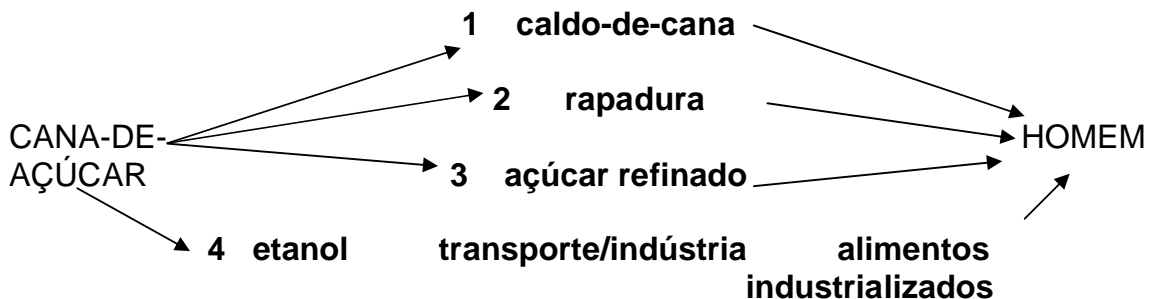 1 caldo-de-cana
2 rapadura
CANA-DE-
AÇÚCAR
HOMEM
3 açúcar refinado
4 etanol transporte/indústria alimentos
industrializados